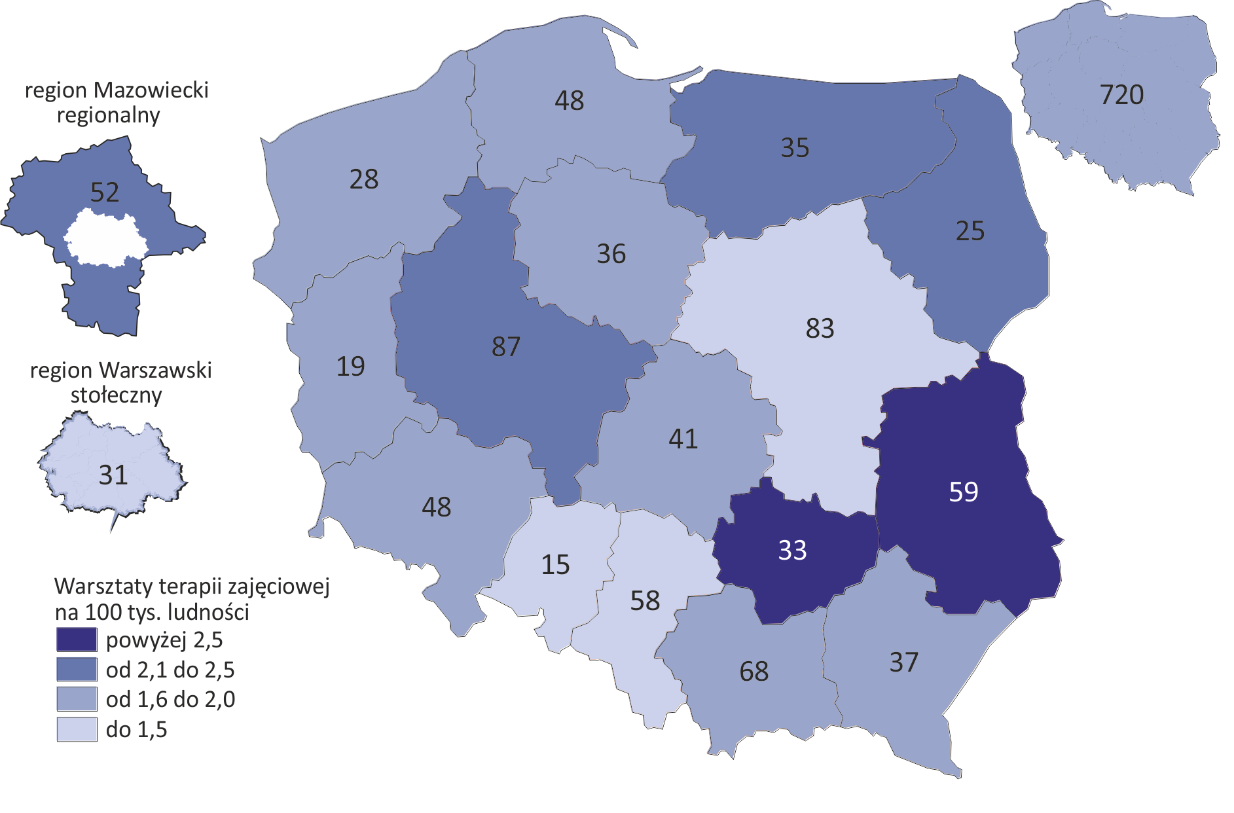 region Mazowiecki
regionalny
52
region Warszawski
stołeczny
31
720
48
35
28
25
36
83
87
19
41
59
48
33
15
58
68
37
Warsztaty terapii zajęciowej
na 100 tys. ludności
powyżej 2,5
od 2,1 do 2,5
od 1,6 do 2,0
do 1,5